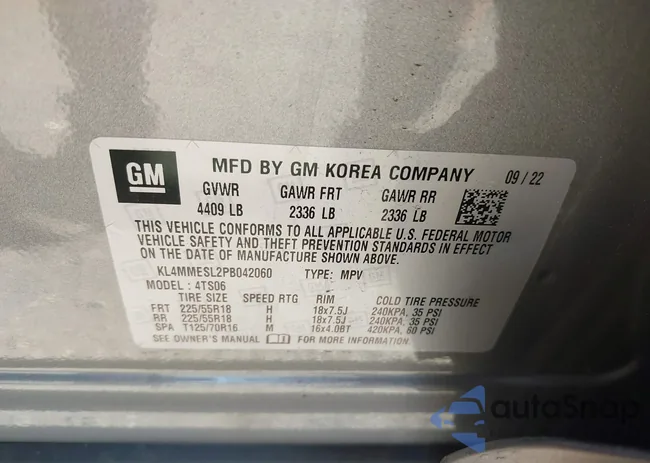 GM
MFD BY GM KOREA COMPANY 09/22
GVWR GAWR FRT GAWR RR
4409 LB 2336 LB 2336 LB
THIS VEHICLE CONFORMS TO ALL APPLICABLE U.S. FEDERAL MOTOR
VEHICLE SAFETY AND THEFT PREVENTION STANDARDS IN EFFECT
ON THE DATE OF MANUFACTURE SHOWN ABOVE.
KL4MMESL2PB042060 TYPE: MPV
MODEL: 4TS06
TIRE SIZE SPEED RTG RIM COLD TIRE PRESSURE
FRT 225/55R18 H 18x7.5J 240KPA, 35 PSI
RR 225/55R18 H 18x7.5J 240KPA, 35 PSI
SPA T125/70R16 M 16x4.0BT 420KPA, 60 PSI
SEE OWNER'S MANUAL FOR MORE INFORMATION.
autoSnap